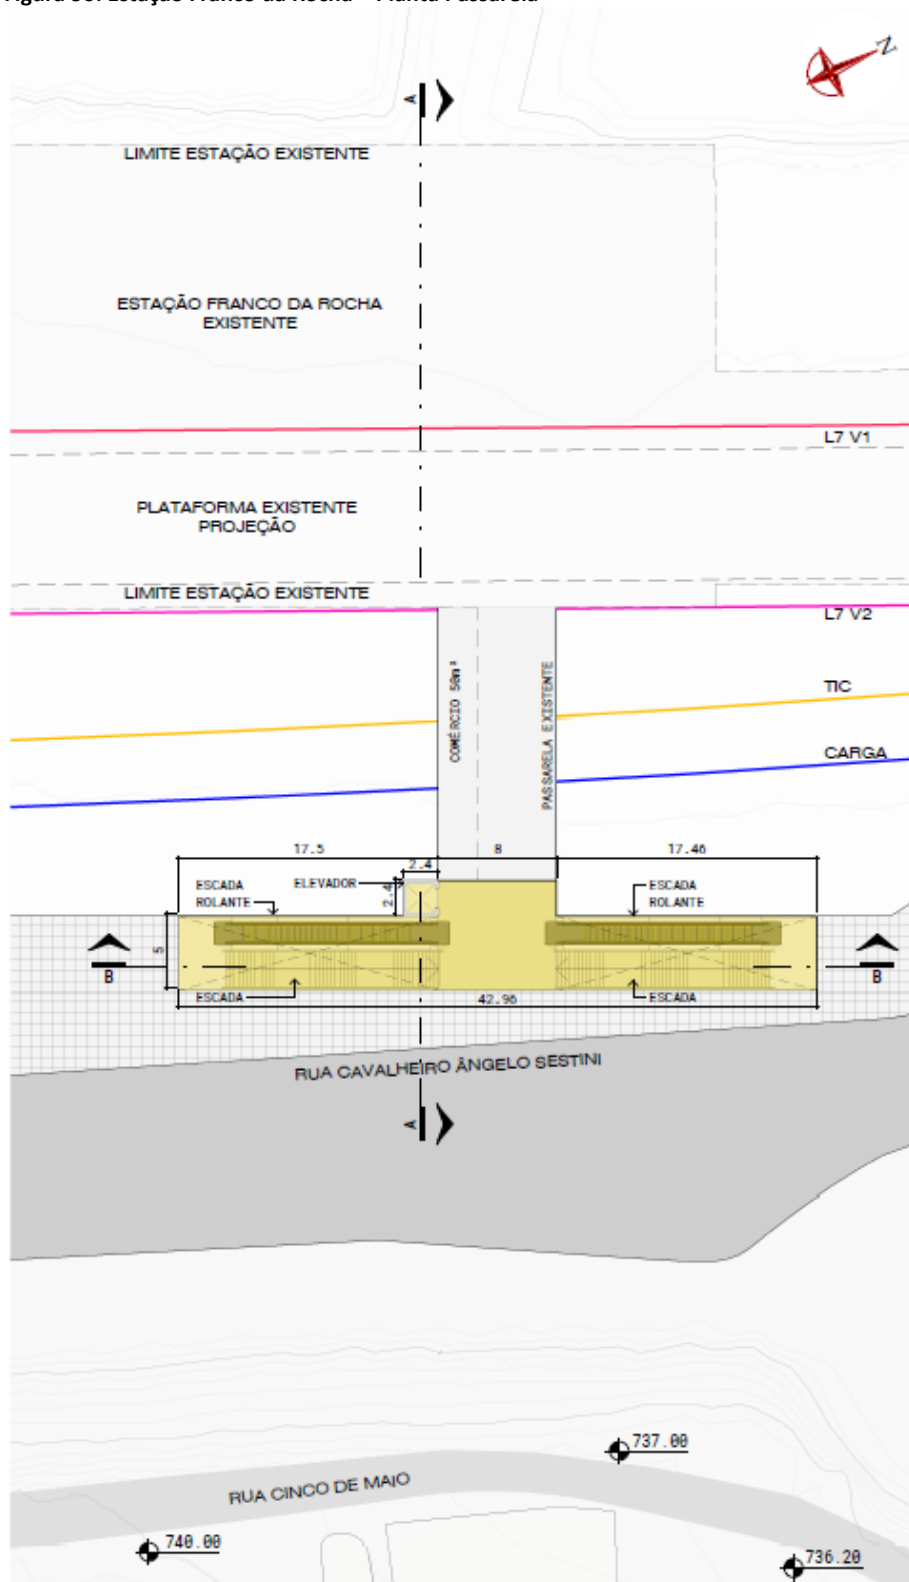 N
A
LIMITE ESTAÇÃO EXISTENTE
ESTAÇÃO FRANCO DA ROCHA
EXISTENTE
L7 V1
PLATAFORMA EXISTENTE
PROJEÇÃO
LIMITE ESTAÇÃO EXISTENTE
L7 V2
COMÉRCIO 50m²
PASSARELA EXISTENTE
TIC
CARGA
17.5
8
17.46
2.4
ESCADA
ROLANTE
ELEVADOR
2.4
ESCADA
ROLANTE
5
B
B
ESCADA
42.96
ESCADA
RUA CAVALHEIRO ÂNGELO SESTINI
A
737.00
RUA CINCO DE MAIO
740.00
736.20